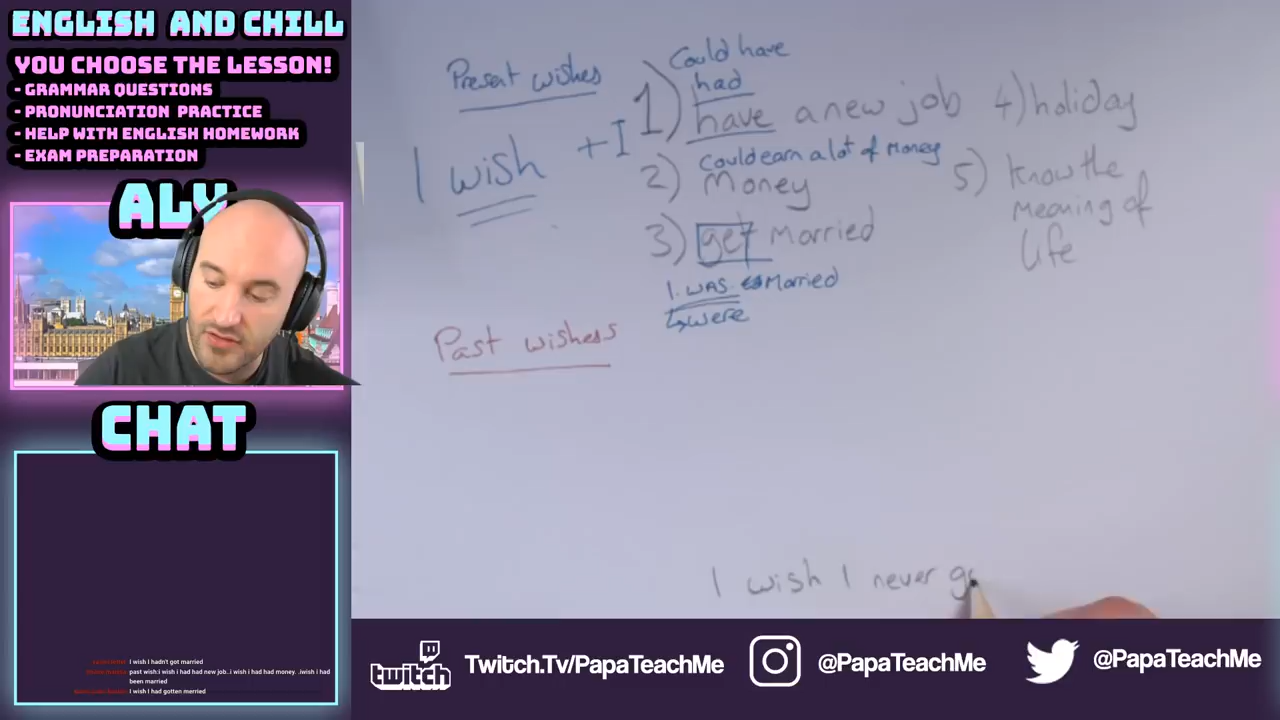 ENGLISH AND CHILL
YOU CHOOSE THE LESSON!
- GRAMMAR QUESTIONS
- PRONUNCIATION PRACTICE
- HELP WITH ENGLISH HOMEWORK
- EXAM PREPARATION
ALY
CHAT
I wish I hadn't got married
past wish:i wish i had had new job..i wish i had had money. .iwish i had
been married
I wish I had gotten merried
Present wishes
I wish + I
Could have
had
1) have a new job
Could earn a lot of money
2) Money
3) get married
I was married
↳were
4) holiday
5) know the
meaning of
life
Past wishess
I wish I never go
twitch
Twitch.Tv/PapaTeachMe
@PapaTeachMe
@PapaTeachMe